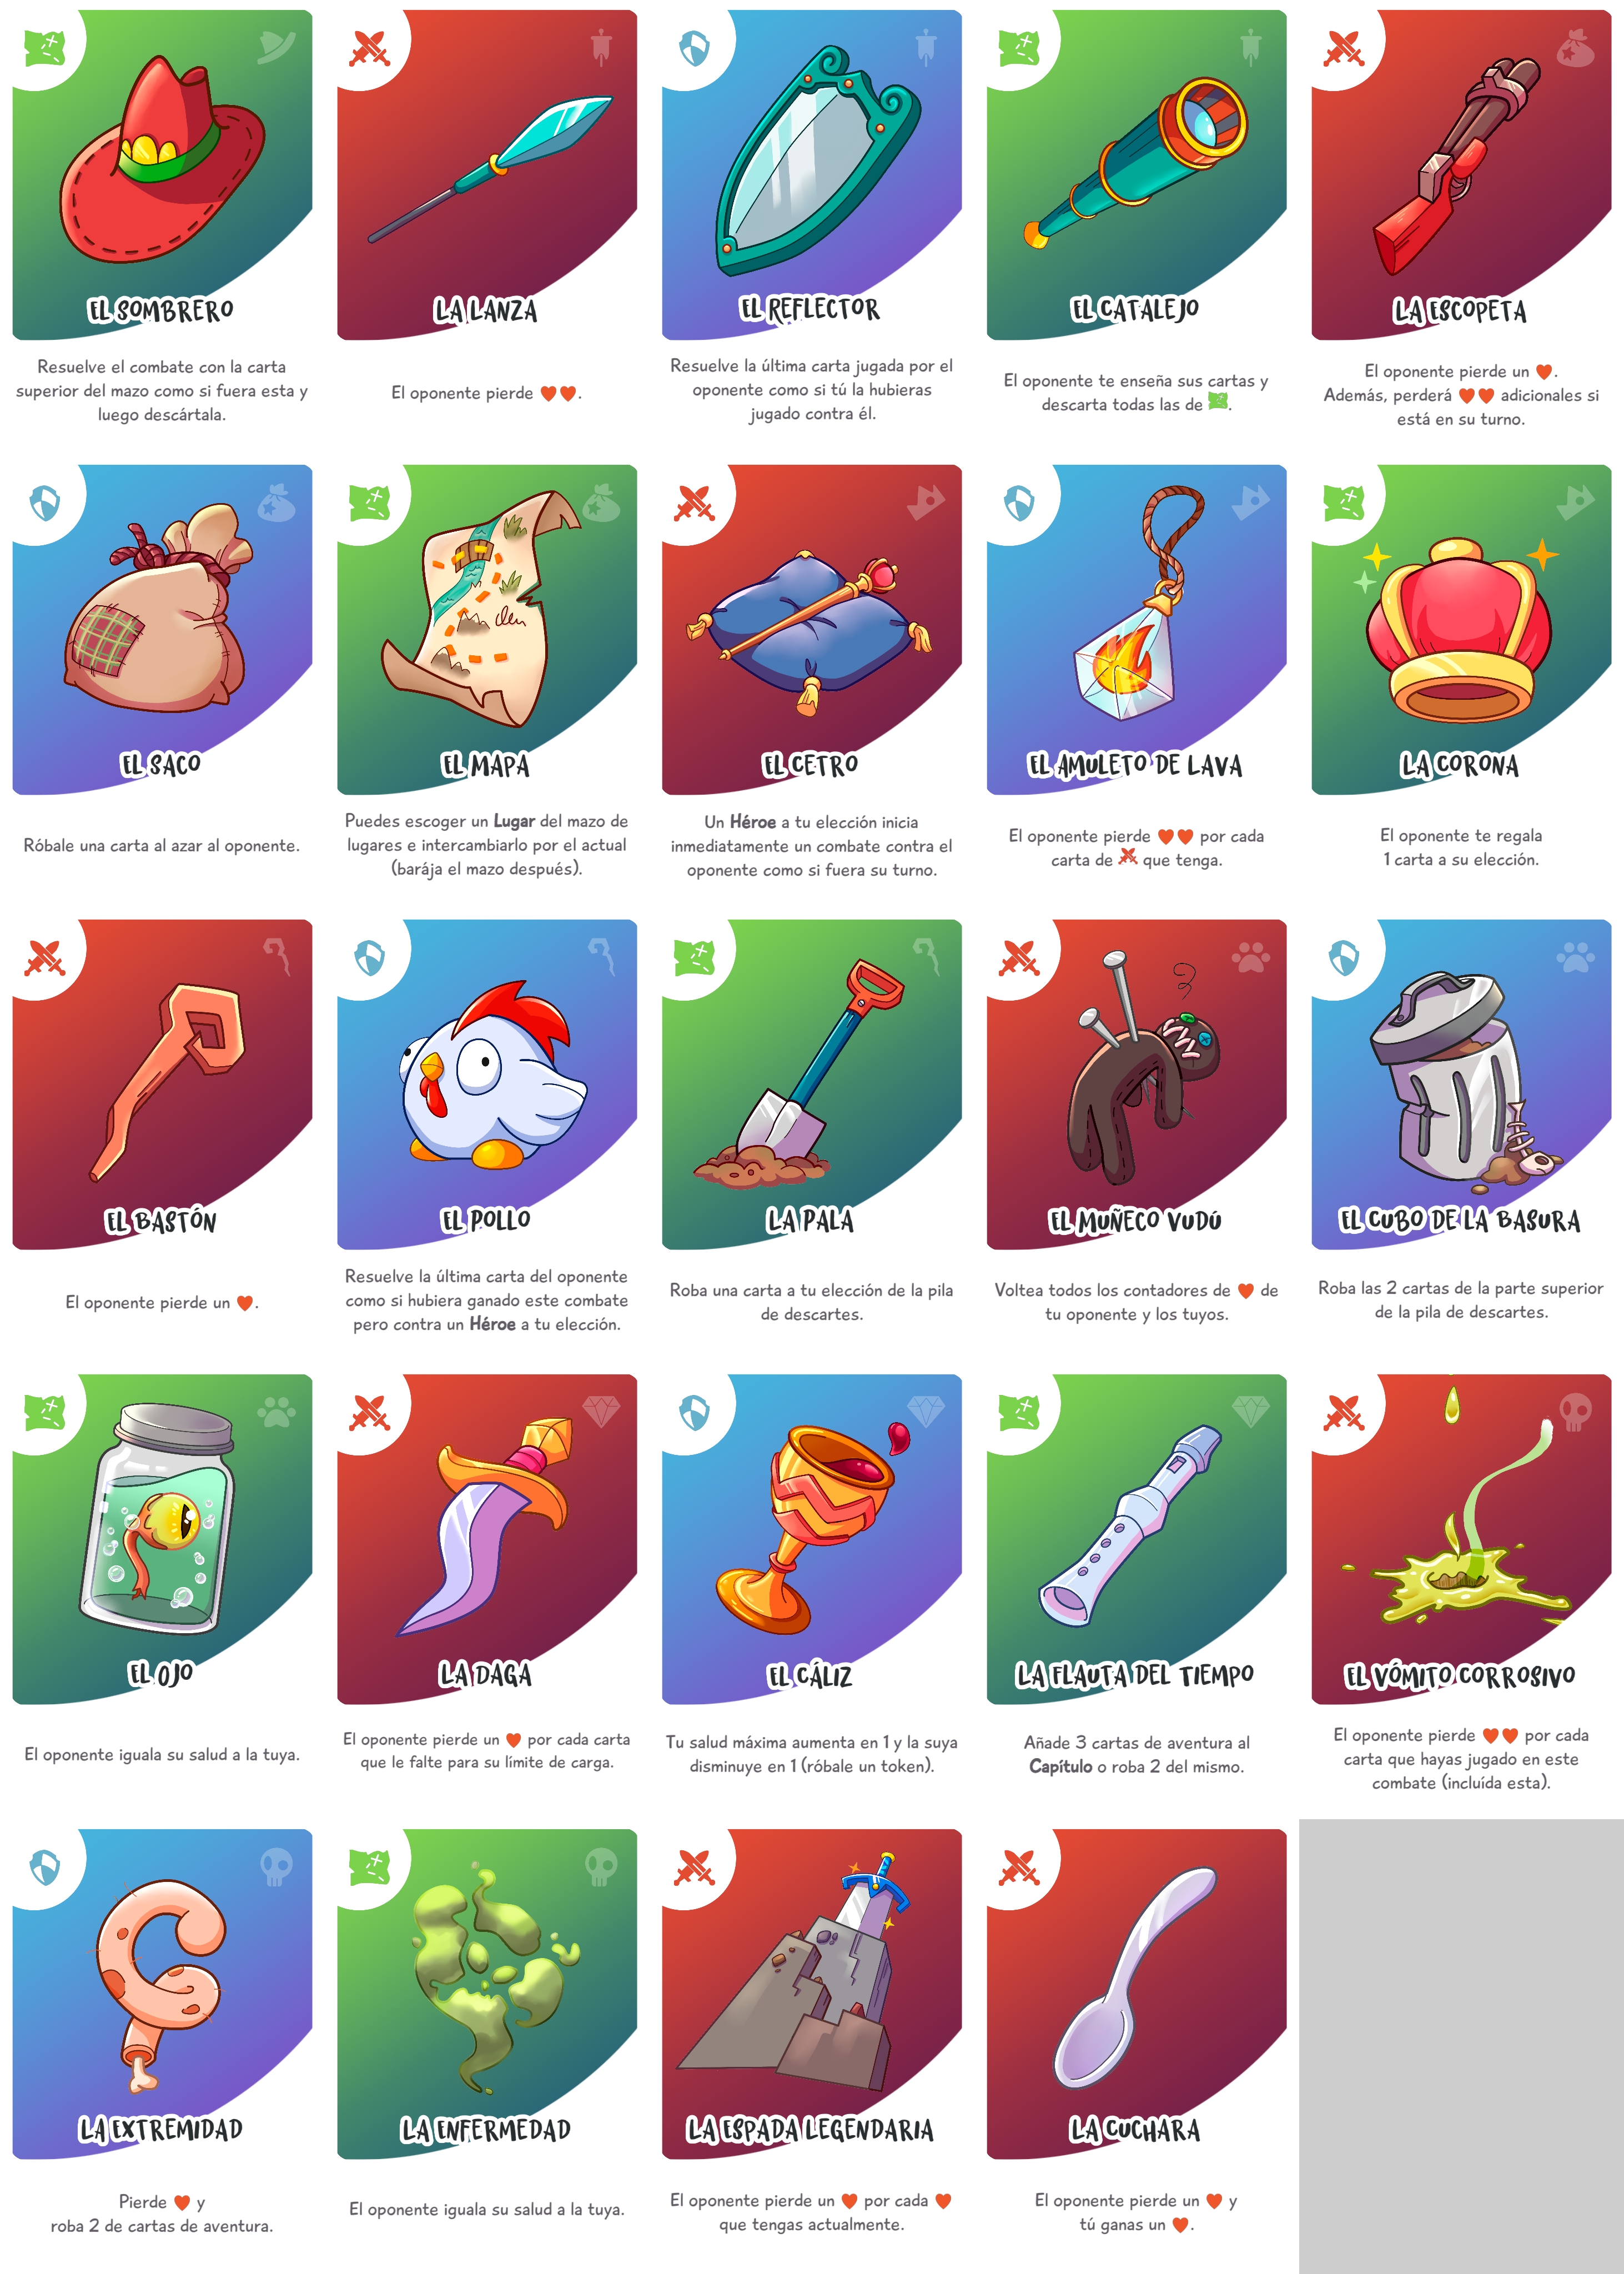 EL SOMBRERO
Resuelve el combate con la carta
superior del mazo como si fuera esta y
luego descártala.
LA LANZA
El oponente pierde ❤❤.
EL REFLECTOR
Resuelve la última carta jugada por el
oponente como si tú la hubieras
jugado contra él.
EL CATALEJO
El oponente te enseña sus cartas y
descarta todas las de .
LA ESCOPETA
El oponente pierde un ❤.
Además, perderá ❤❤ adicionales si
está en su turno.
EL SACO
Róbale una carta al azar al oponente.
EL MAPA
Puedes escoger un Lugar del mazo de
lugares e intercambiarlo por el actual
(barája el mazo después).
EL CETRO
Un Héroe a tu elección inicia
inmediatamente un combate contra el
oponente como si fuera su turno.
EL AMULETO DE LAVA
El oponente pierde ❤❤ por cada
carta de ⚔ que tenga.
LA CORONA
El oponente te regala
1 carta a su elección.
EL BASTÓN
El oponente pierde un ❤.
EL POLLO
Resuelve la última carta del oponente
como si hubiera ganado este combate
pero contra un Héroe a tu elección.
LA PALA
Roba una carta a tu elección de la pila
de descartes.
EL MUÑECO VUDÚ
Voltea todos los contadores de ❤ de
tu oponente y los tuyos.
EL CUBO DE LA BASURA
Roba las 2 cartas de la parte superior
de la pila de descartes.
EL OJO
El oponente iguala su salud a la tuya.
LA DAGA
El oponente pierde un ❤ por cada carta
que le falte para su límite de carga.
EL CÁLIZ
Tu salud máxima aumenta en 1 y la suya
disminuye en 1 (róbale un token).
LA FLAUTA DEL TIEMPO
Añade 3 cartas de aventura al
Capítulo o roba 2 del mismo.
EL VÓMITO CORROSIVO
El oponente pierde ❤❤ por cada
carta que hayas jugado en este
combate (incluída esta).
LA EXTREMIDAD
Pierde ❤ y
roba 2 de cartas de aventura.
LA ENFERMEDAD
El oponente iguala su salud a la tuya.
LA ESPADA LEGENDARIA
El oponente pierde un ❤ por cada ❤
que tengas actualmente.
LA CUCHARA
El oponente pierde un ❤ y
tú ganas un ❤.